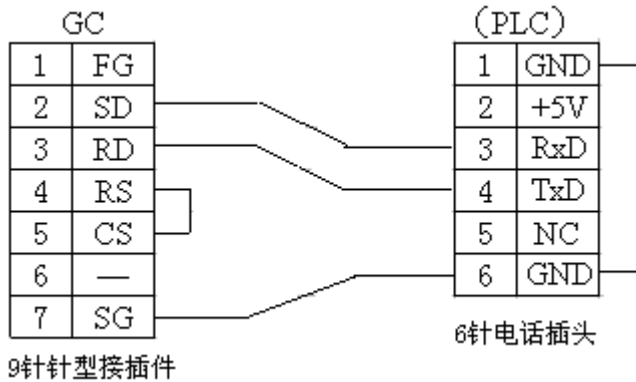 GC
1 FG
2 SD
3 RD
4 RS
5 CS
6 —
7 SG
9针针型接插件
(PLC)
1 GND
2 +5V
3 RxD
4 TxD
5 NC
6 GND
6针电话插头